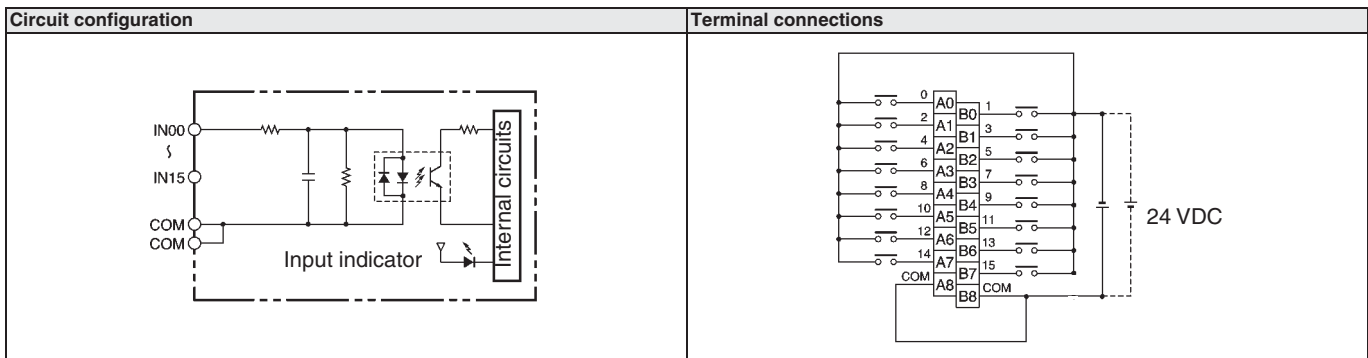 Circuit configuration
Terminal connections
IN00
IN15
COM
COM
Input indicator
Internal circuits
0
A0
1
B0
2
A1
3
B1
4
A2
5
B2
6
A3
7
B3
8
A4
9
B4
10
A5
11
B5
12
A6
13
B6
14
A7
15
B7
COM
A8
COM
B8
24 VDC